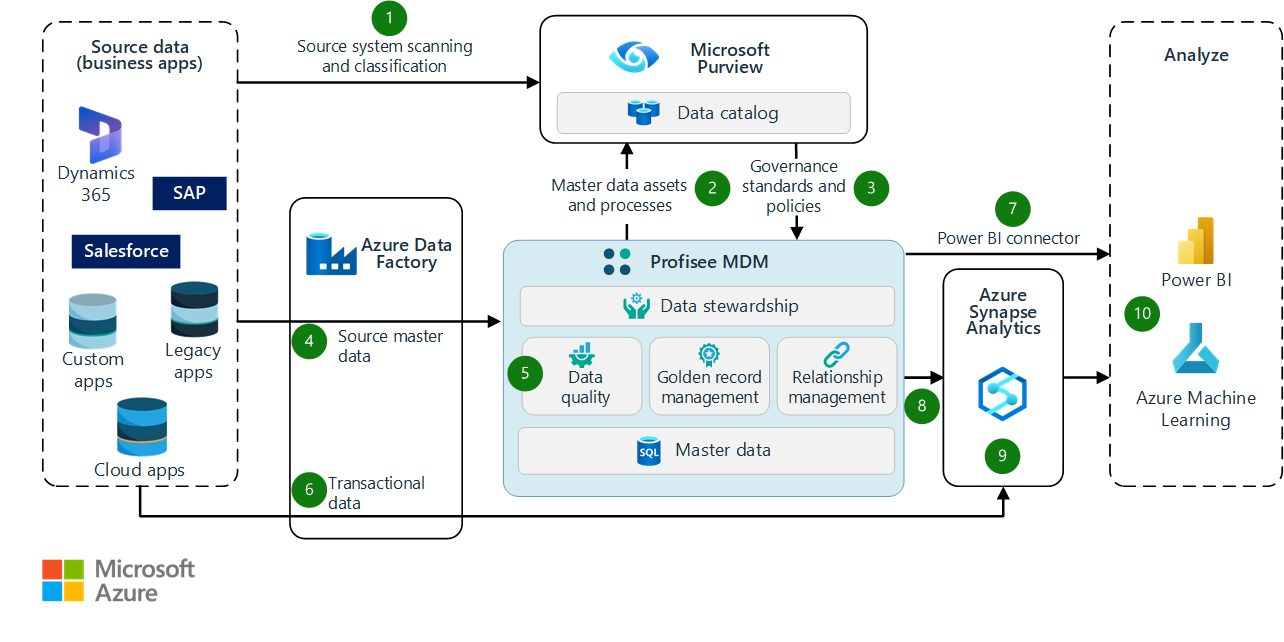 Source data
(business apps)
Dynamics
365
SAP
Salesforce
Custom
apps
Legacy
apps
Cloud apps
1
Source system scanning
and classification
Microsoft
Purview
Data catalog
Master data assets
and processes
2
Governance
standards and
policies
3
Azure Data
Factory
4
Source master
data
6
Transactional
data
Profisee MDM
Data stewardship
5
Data
quality
Golden record
management
Relationship
management
SQL
Master data
7
Power BI connector
8
Azure
Synapse
Analytics
9
Analyze
Power BI
10
Azure Machine
Learning
Microsoft
Azure